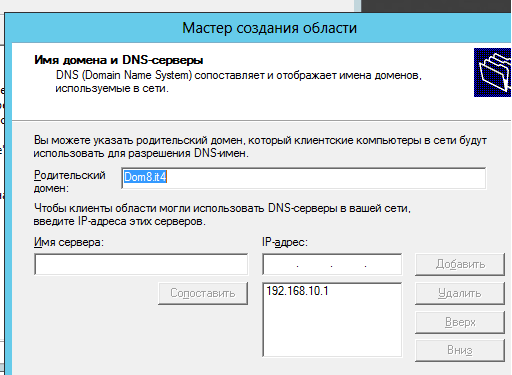 Мастер создания области
Имя домена и DNS-серверы
DNS (Domain Name System) сопоставляет и отображает имена доменов,
используемые в сети.
Вы можете указать родительский домен, который клиентские компьютеры в сети будут
использовать для разрешения DNS-имен.
Родительский
домен:
Dom8.it4
Чтобы клиенты области могли использовать DNS-серверы в вашей сети,
введите IP-адреса этих серверов.
Имя сервера:
IP-адрес:
. . .
Добавить
Сопоставить
192.168.10.1
Удалить
Вверх
Вниз